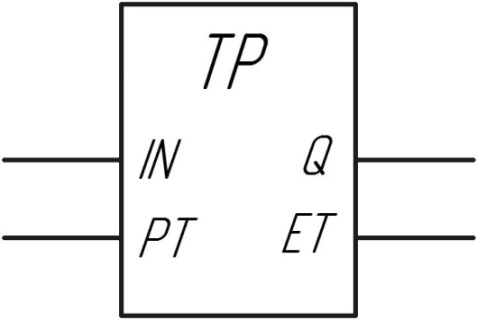 TP
IN Q
PT ET